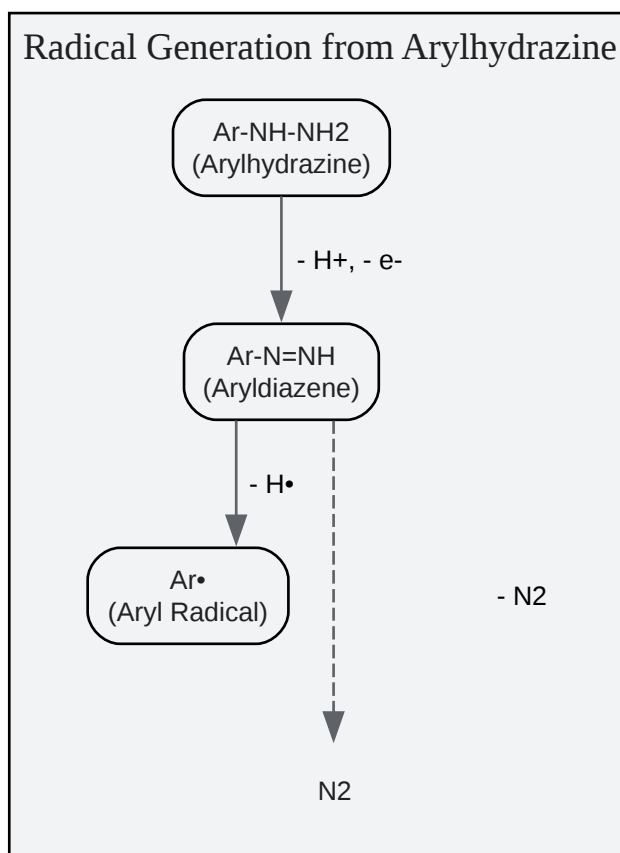 Radical Generation from Arylhydrazine
Ar-NH-NH2
(Arylhydrazine)
- H+, - e-
Ar-N=NH
(Aryldiazene)
- H•
Ar•
(Aryl Radical)
- N2
N2